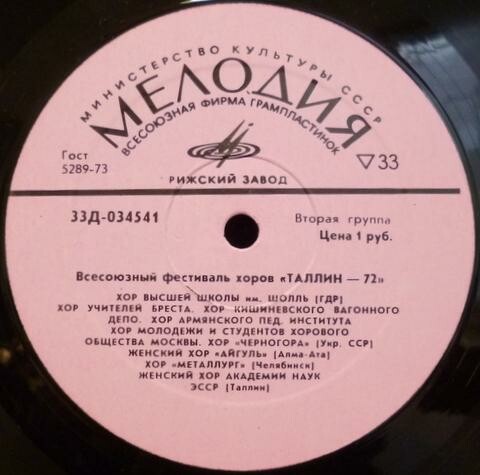 МИНИСТЕРСТВО КУЛЬТУРЫ СССР
МЕЛОДИЯ
ВСЕСОЮЗНАЯ ФИРМА ГРАМПЛАСТИНОК
Гост
5289-73
▽33
РИЖСКИЙ ЗАВОД
33Д-034541
Вторая группа
Цена 1 руб.
Всесоюзный фестиваль хоров «ТАЛЛИН — 72»
ХОР ВЫСШЕЙ ШКОЛЫ им. ШОЛЛЬ (ГДР)
ХОР УЧИТЕЛЕЙ БРЕСТА. ХОР КИШИНЕВСКОГО ВАГОННОГО
ДЕПО. ХОР АРМЯНСКОГО ПЕД. ИНСТИТУТА
ХОР МОЛОДЕЖИ И СТУДЕНТОВ ХОРОВОГО
ОБЩЕСТВА МОСКВЫ. ХОР «ЧЕРНОГОРА» (Укр. ССР)
ЖЕНСКИЙ ХОР «АЙГУЛЬ» (Алма-Ата)
ХОР «МЕТАЛЛУРГ» (Челябинск)
ЖЕНСКИЙ ХОР АКАДЕМИИ НАУК
ЭССР (Таллин)